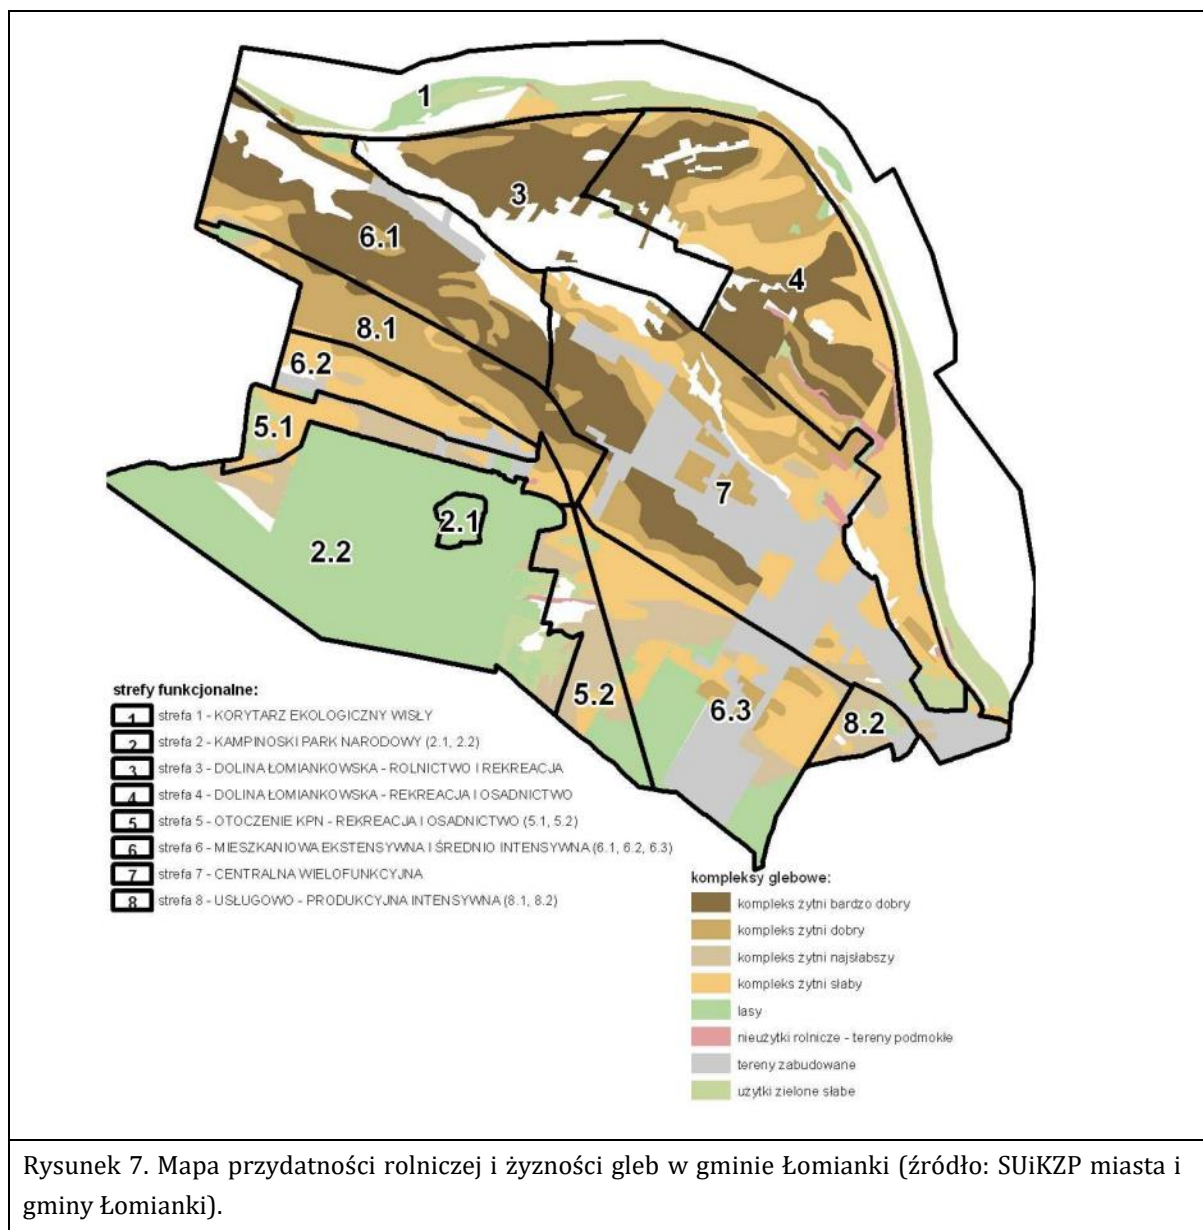 1
3
6.1
4
8.1
6.2
5.1
7
2.1
2.2
5.2
6.3
8.2
strefy funkcjonalne:
1 strefa 1 - KORYTARZ EKOLOGICZNY WISŁY
2 strefa 2 - KAMPINOSKI PARK NARODOWY (2.1, 2.2)
3 strefa 3 - DOLINA ŁOMIANKOWSKA - ROLNICTWO I REKREACJA
4 strefa 4 - DOLINA ŁOMIANKOWSKA - REKREACJA I OSADNICTWO
5 strefa 5 - OTOCZENIE KPN - REKREACJA I OSADNICTWO (5.1, 5.2)
6 strefa 6 - MIESZKANIOWA EKSTENSYWNA I ŚREDNIO INTENSYWNA (6.1, 6.2, 6.3)
7 strefa 7 - CENTRALNA WIELOFUNKCYJNA
8 strefa 8 - USŁUGOWO - PRODUKCYJNA INTENSYWNA (8.1, 8.2)
kompleksy glebowe:
kompleks żytni bardzo dobry
kompleks żytni dobry
kompleks żytni najsłabszy
kompleks żytni słaby
lasy
nieużytki rolnicze - tereny podmokłe
tereny zabudowane
użytki zielone słabe
Rysunek 7. Mapa przydatności rolniczej i żyzności gleb w gminie Łomianki (źródło: SUiKZP miasta i
gminy Łomianki).